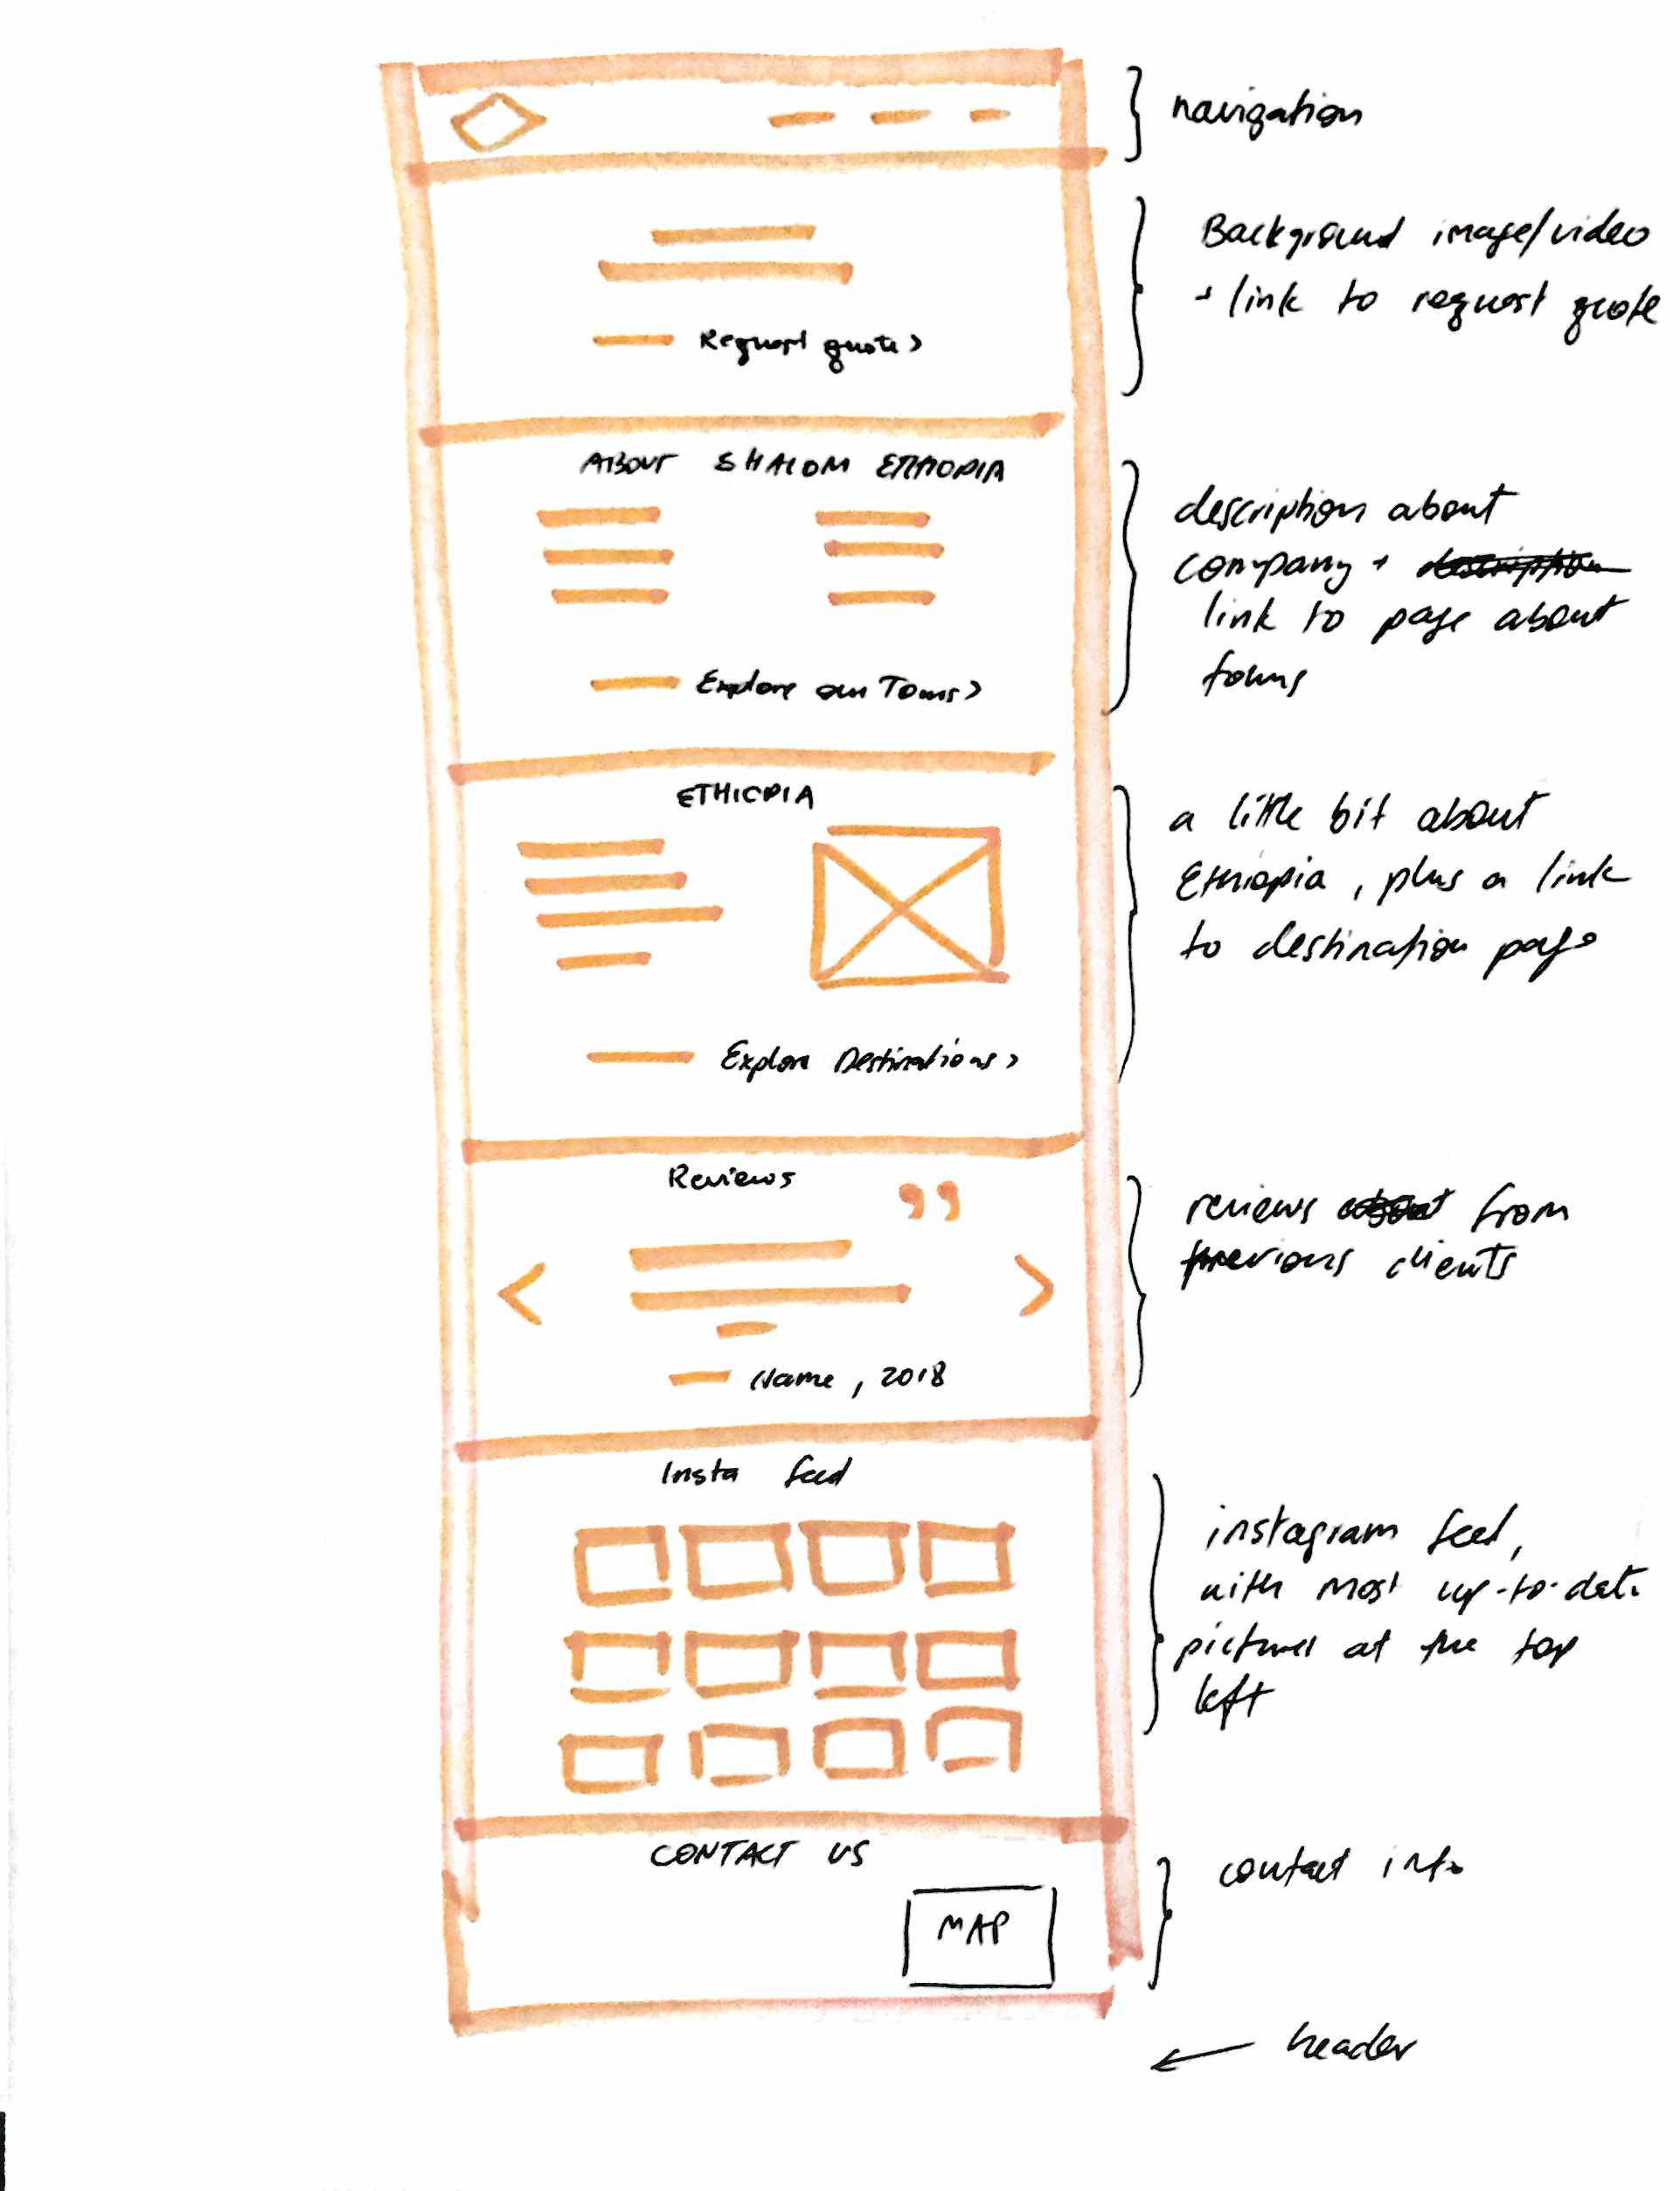 navigation
Background image/video
+ link to request quote
Request quote >
ABOUT SHALOM ETHIOPIA
description about
company +
link to page about
tours
Explore our Tours >
ETHIOPIA
a little bit about
Ethiopia, plus a link
to destination page
Explore Destinations >
Reviews
”
reviews from
previous clients
< >
Name, 2018
Insta feed
instagram feed,
with most up-to-date
pictures at the top
left
CONTACT US
contact info
MAP
header